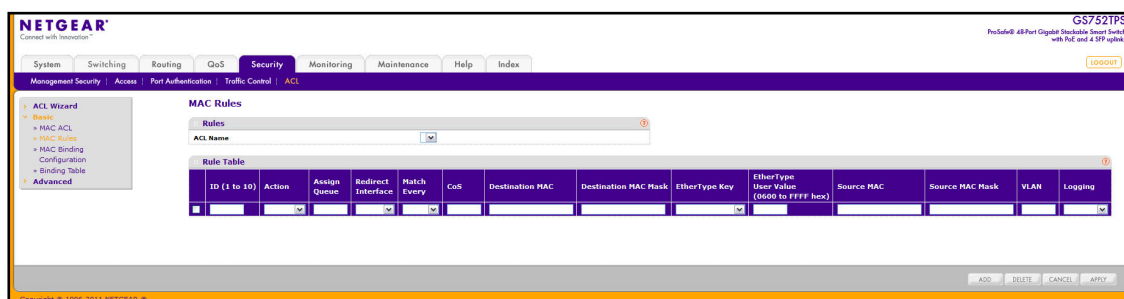 NETGEAR®
Connect with Innovation™
GS752TPS
ProSafe® 48-Port Gigabit Stackable Smart Switch
with PoE and 4 SFP uplink
System Switching Routing QoS Security Monitoring Maintenance Help Index
LOGOUT
Management Security | Access | Port Authentication | Traffic Control | ACL
ACL Wizard
Basic
» MAC ACL
» MAC Rules
» MAC Binding
Configuration
» Binding Table
Advanced
MAC Rules
Rules
ACL Name
Rule Table
ID (1 to 10) Action Assign Queue Redirect Interface Match Every CoS Destination MAC Destination MAC Mask EtherType Key EtherType User Value (0600 to FFFF hex) Source MAC Source MAC Mask VLAN Logging
ADD DELETE CANCEL APPLY
Copyright © 1996-2011 NETGEAR ®